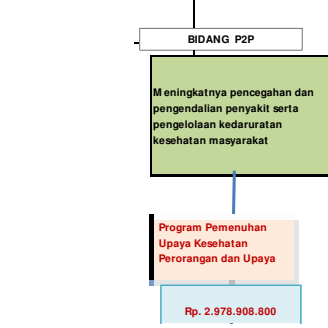 BIDANG P2P
Meningkatnya pencegahan dan
pengendalian penyakit serta
pengelolaan kedaruratan
kesehatan masyarakat
Program Pemenuhan
Upaya Kesehatan
Perorangan dan Upaya
Rp. 2.978.908.800